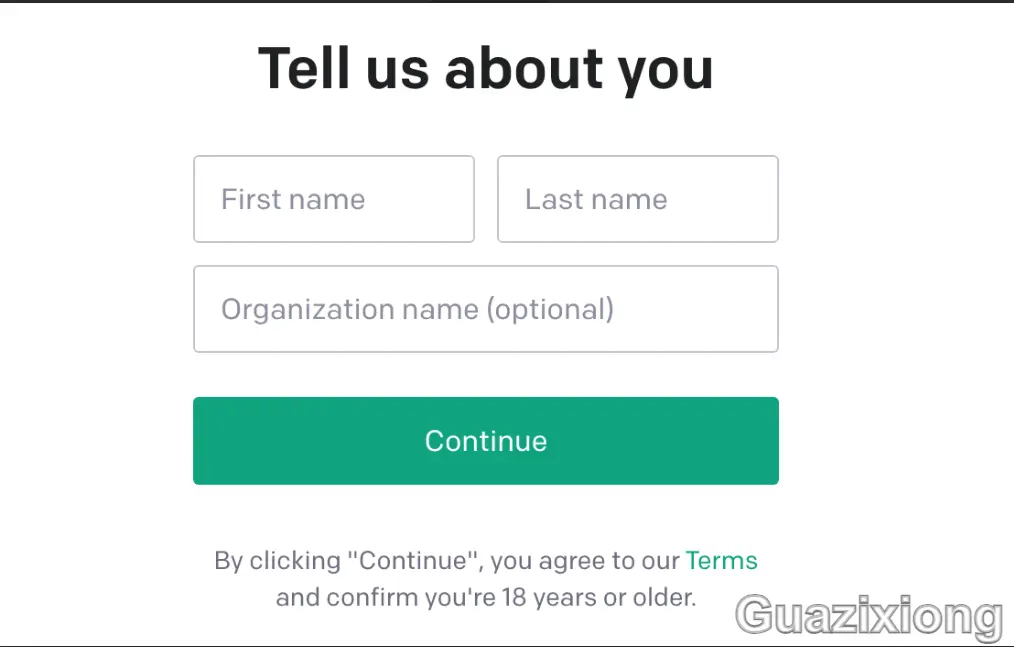 Tell us about you
First name
Last name
Organization name (optional)
Continue
By clicking "Continue", you agree to our Terms
and confirm you're 18 years or older.
Guazixiong